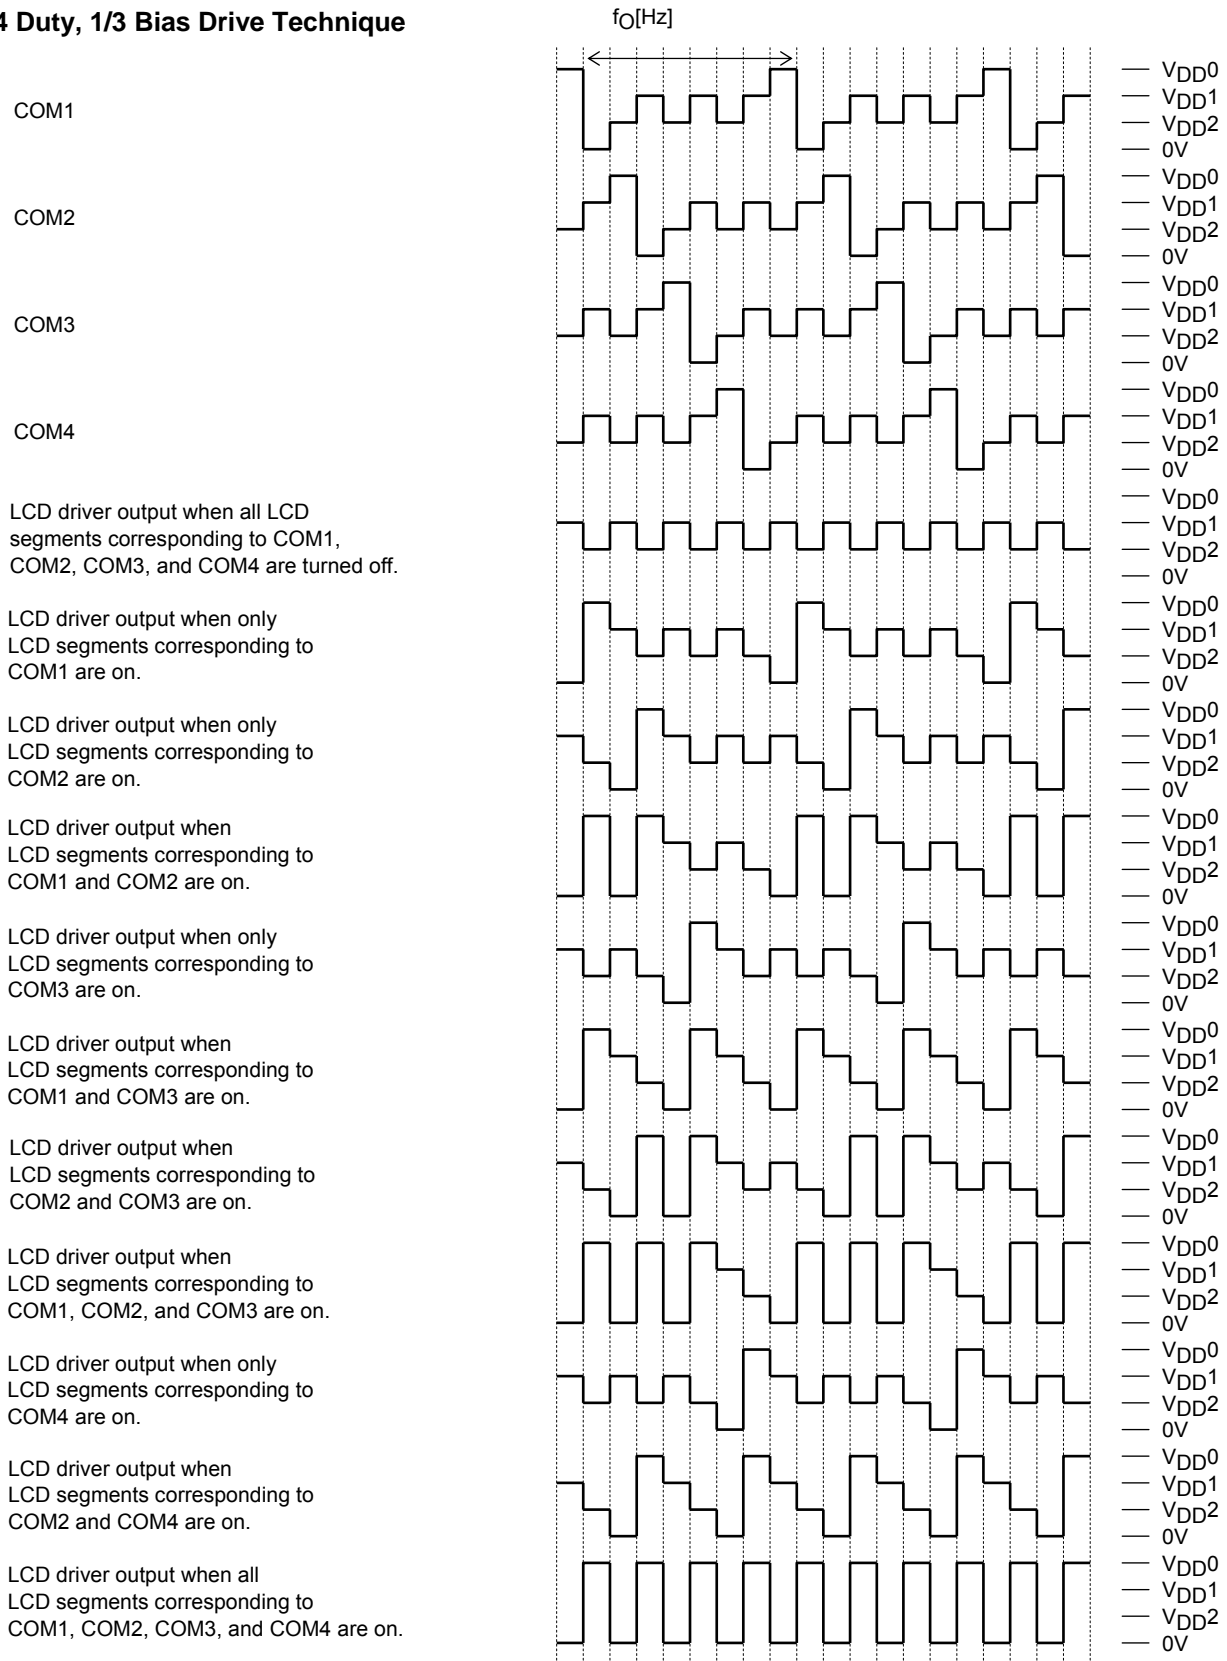 4 Duty, 1/3 Bias Drive Technique
fO[Hz]
COM1
VDD0
VDD1
VDD2
0V
COM2
VDD0
VDD1
VDD2
0V
COM3
VDD0
VDD1
VDD2
0V
COM4
VDD0
VDD1
VDD2
0V
LCD driver output when all LCD
segments corresponding to COM1,
COM2, COM3, and COM4 are turned off.
VDD0
VDD1
VDD2
0V
LCD driver output when only
LCD segments corresponding to
COM1 are on.
VDD0
VDD1
VDD2
0V
LCD driver output when only
LCD segments corresponding to
COM2 are on.
VDD0
VDD1
VDD2
0V
LCD driver output when
LCD segments corresponding to
COM1 and COM2 are on.
VDD0
VDD1
VDD2
0V
LCD driver output when only
LCD segments corresponding to
COM3 are on.
VDD0
VDD1
VDD2
0V
LCD driver output when
LCD segments corresponding to
COM1 and COM3 are on.
VDD0
VDD1
VDD2
0V
LCD driver output when
LCD segments corresponding to
COM2 and COM3 are on.
VDD0
VDD1
VDD2
0V
LCD driver output when
LCD segments corresponding to
COM1, COM2, and COM3 are on.
VDD0
VDD1
VDD2
0V
LCD driver output when only
LCD segments corresponding to
COM4 are on.
VDD0
VDD1
VDD2
0V
LCD driver output when
LCD segments corresponding to
COM2 and COM4 are on.
VDD0
VDD1
VDD2
0V
LCD driver output when all
LCD segments corresponding to
COM1, COM2, COM3, and COM4 are on.
VDD0
VDD1
VDD2
0V